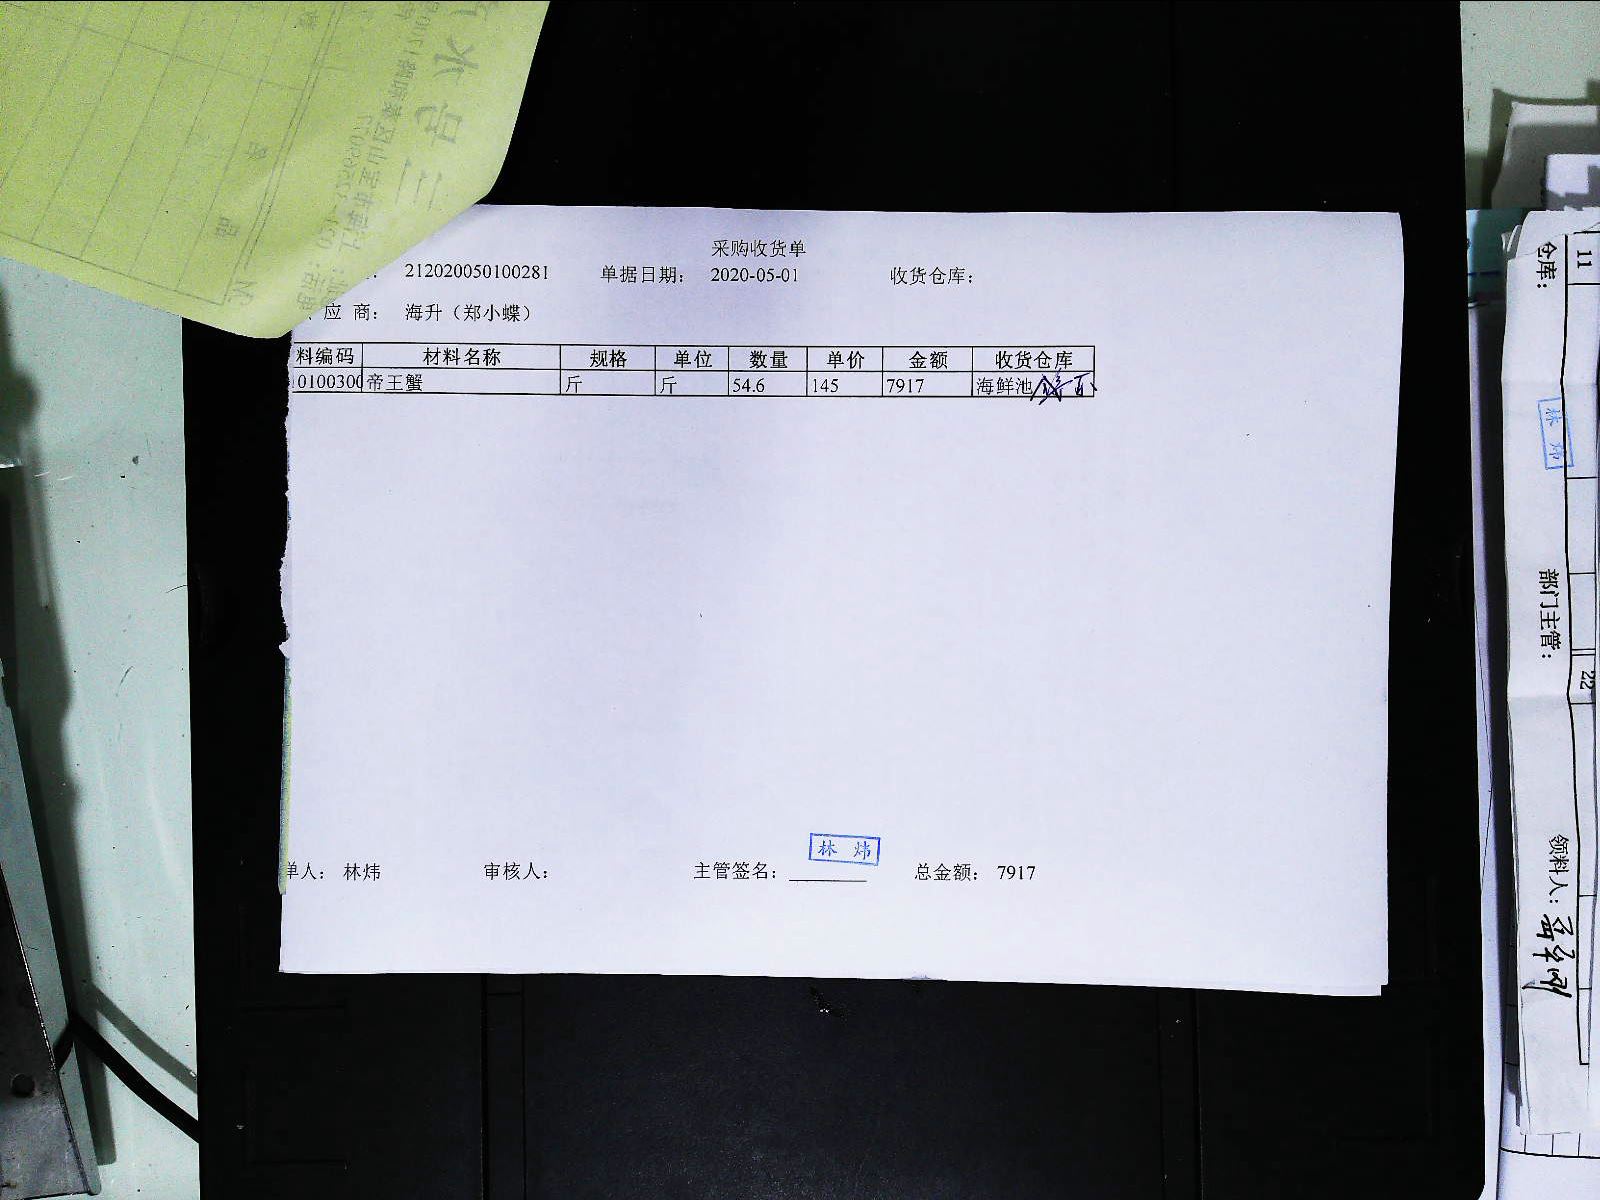 采购收货单
212020050100281 单据日期: 2020-05-01 收货仓库:
应 商: 海升（郑小蝶）
料编码 材料名称 规格 单位 数量 单价 金额 收货仓库
0100300 帝王蟹 斤 斤 54.6 145 7917 海鲜池
林 炜
单人: 林炜 审核人: 主管签名: 总金额: 7917
11
仓库:
林 炜
部门主管:
22
领料人: